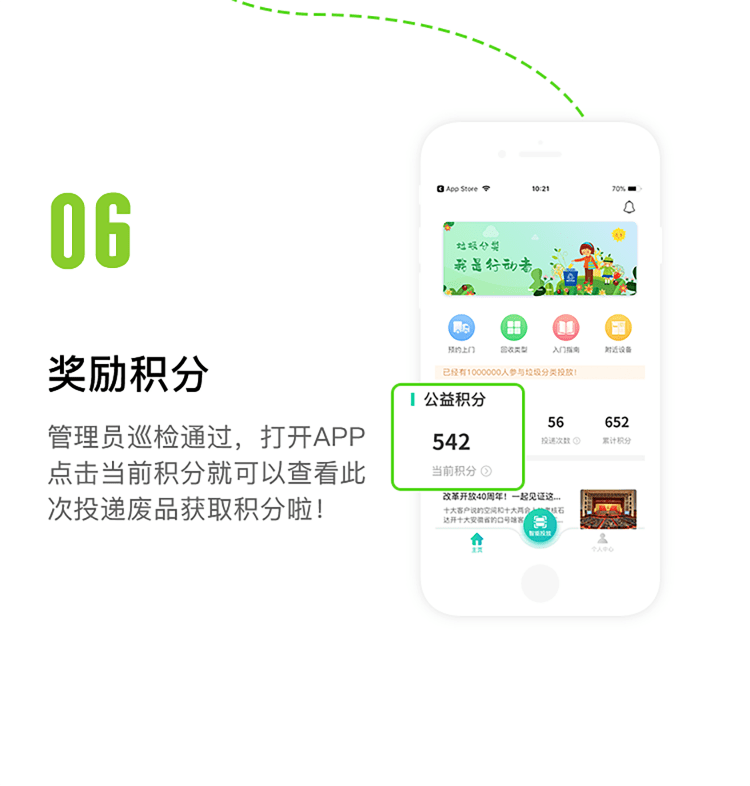 06
奖励积分
管理员巡检通过，打开APP
点击当前积分就可以查看此
次投递废品获取积分啦！
App Store
10:21
70%
垃圾分类
我是行动者
预约上门
回收类型
入门指南
附近设备
已经有1000000人参与垃圾分类投放！
公益积分
542
当前积分
56
投递次数
652
累计积分
改革开放40周年！一起见证这...
十大客户说的空间和十大两会
达开十大安徽省的口号端
智能投放
主页
个人中心